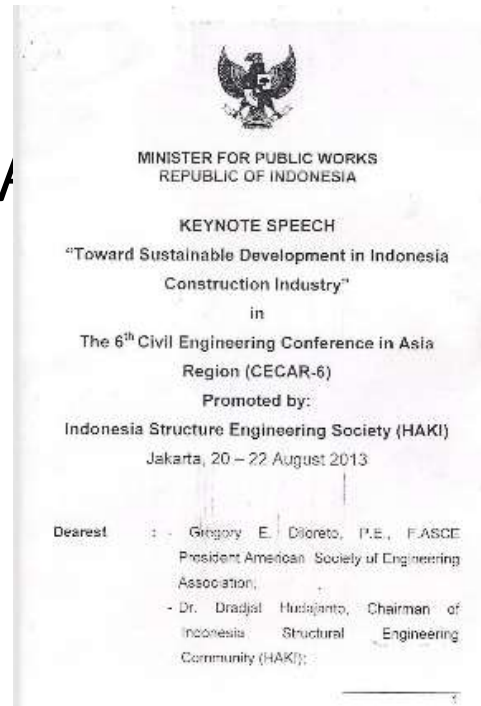 MINISTER FOR PUBLIC WORKS
REPUBLIC OF INDONESIA
KEYNOTE SPEECH
"Toward Sustainable Development in Indonesia
Construction Industry"
in
The 6th Civil Engineering Conference in Asia
Region (CECAR-6)
Promoted by:
Indonesia Structure Engineering Society (HAKI)
Jakarta, 20 – 22 August 2013
Dearest : - Gregory E. Diloreto, P.E., F.ASCE
President American Society of Engineering
Association;
- Dr. Dradjat Hudajanto, Chairman of
Indonesia Structural Engineering
Community (HAKI);
1